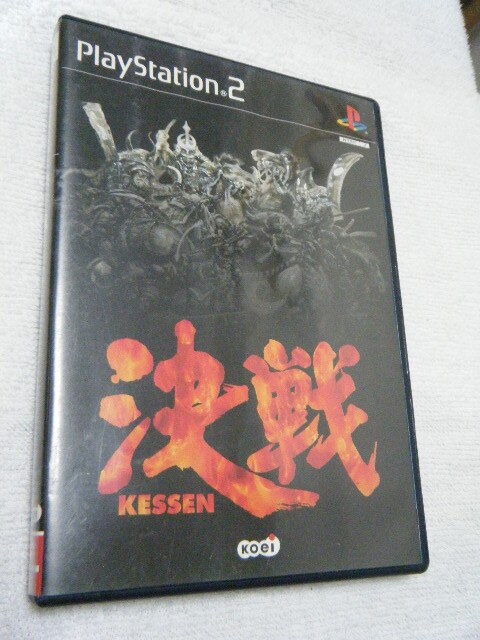 PlayStation®2
決戦
KESSEN
KOEI